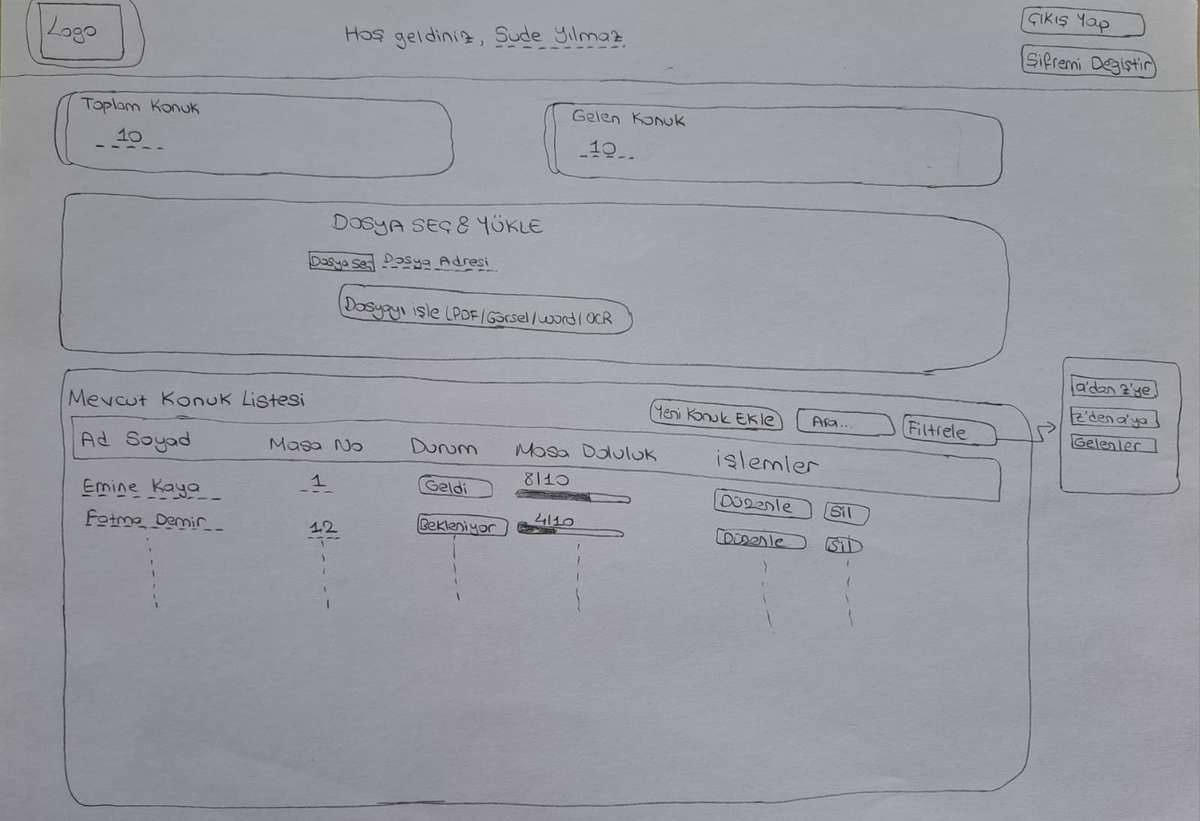 Logo
Hoş geldiniz, Sude Yılmaz
Çıkış Yap
Şifremi Değiştir
Toplam Konuk
10
Gelen Konuk
10
DOSYA SEÇ & YÜKLE
Dosya Seç Dosya Adresi
Dosyayı işle (PDF/Görsel/Word/OCR
Mevcut Konuk Listesi
Yeni Konuk Ekle Ara... Filtrele
a'dan z'ye
z'den a'ya
Gelenler
Ad Soyad Masa No Durum Masa Doluluk işlemler
Emine Kaya 1 Geldi 8/10 Düzenle Sil
Fatma Demir 12 Bekleniyor 4/10 Düzenle Sil